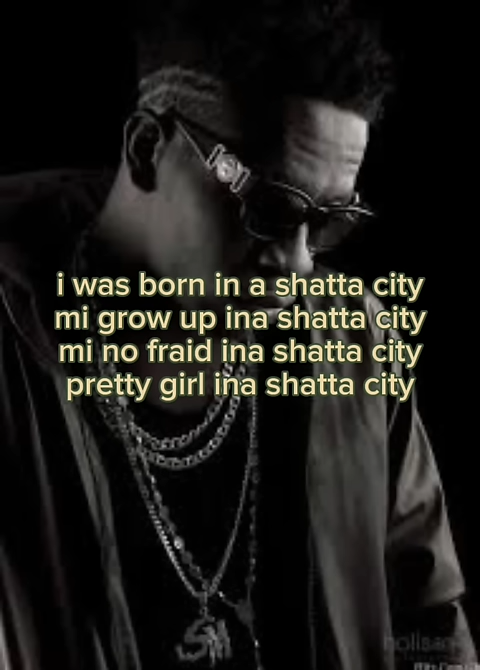 i was born in a shatta city
mi grow up ina shatta city
mi no fraid ina shatta city
pretty girl ina shatta city